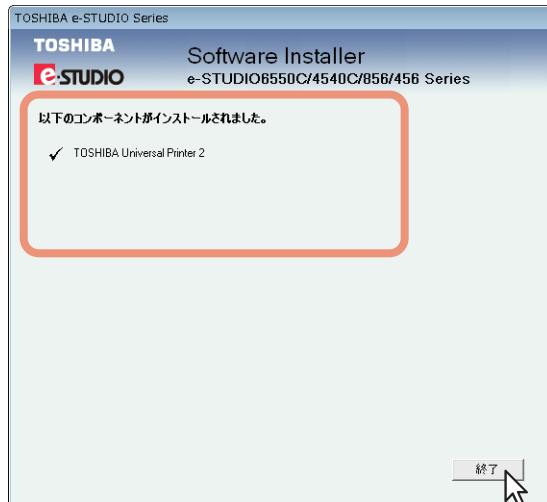 TOSHIBA e-STUDIO Series
TOSHIBA
e-STUDIO
Software Installer
e-STUDIO6550C/4540C/856/456 Series
以下のコンポーネントがインストールされました。
TOSHIBA Universal Printer 2
終了